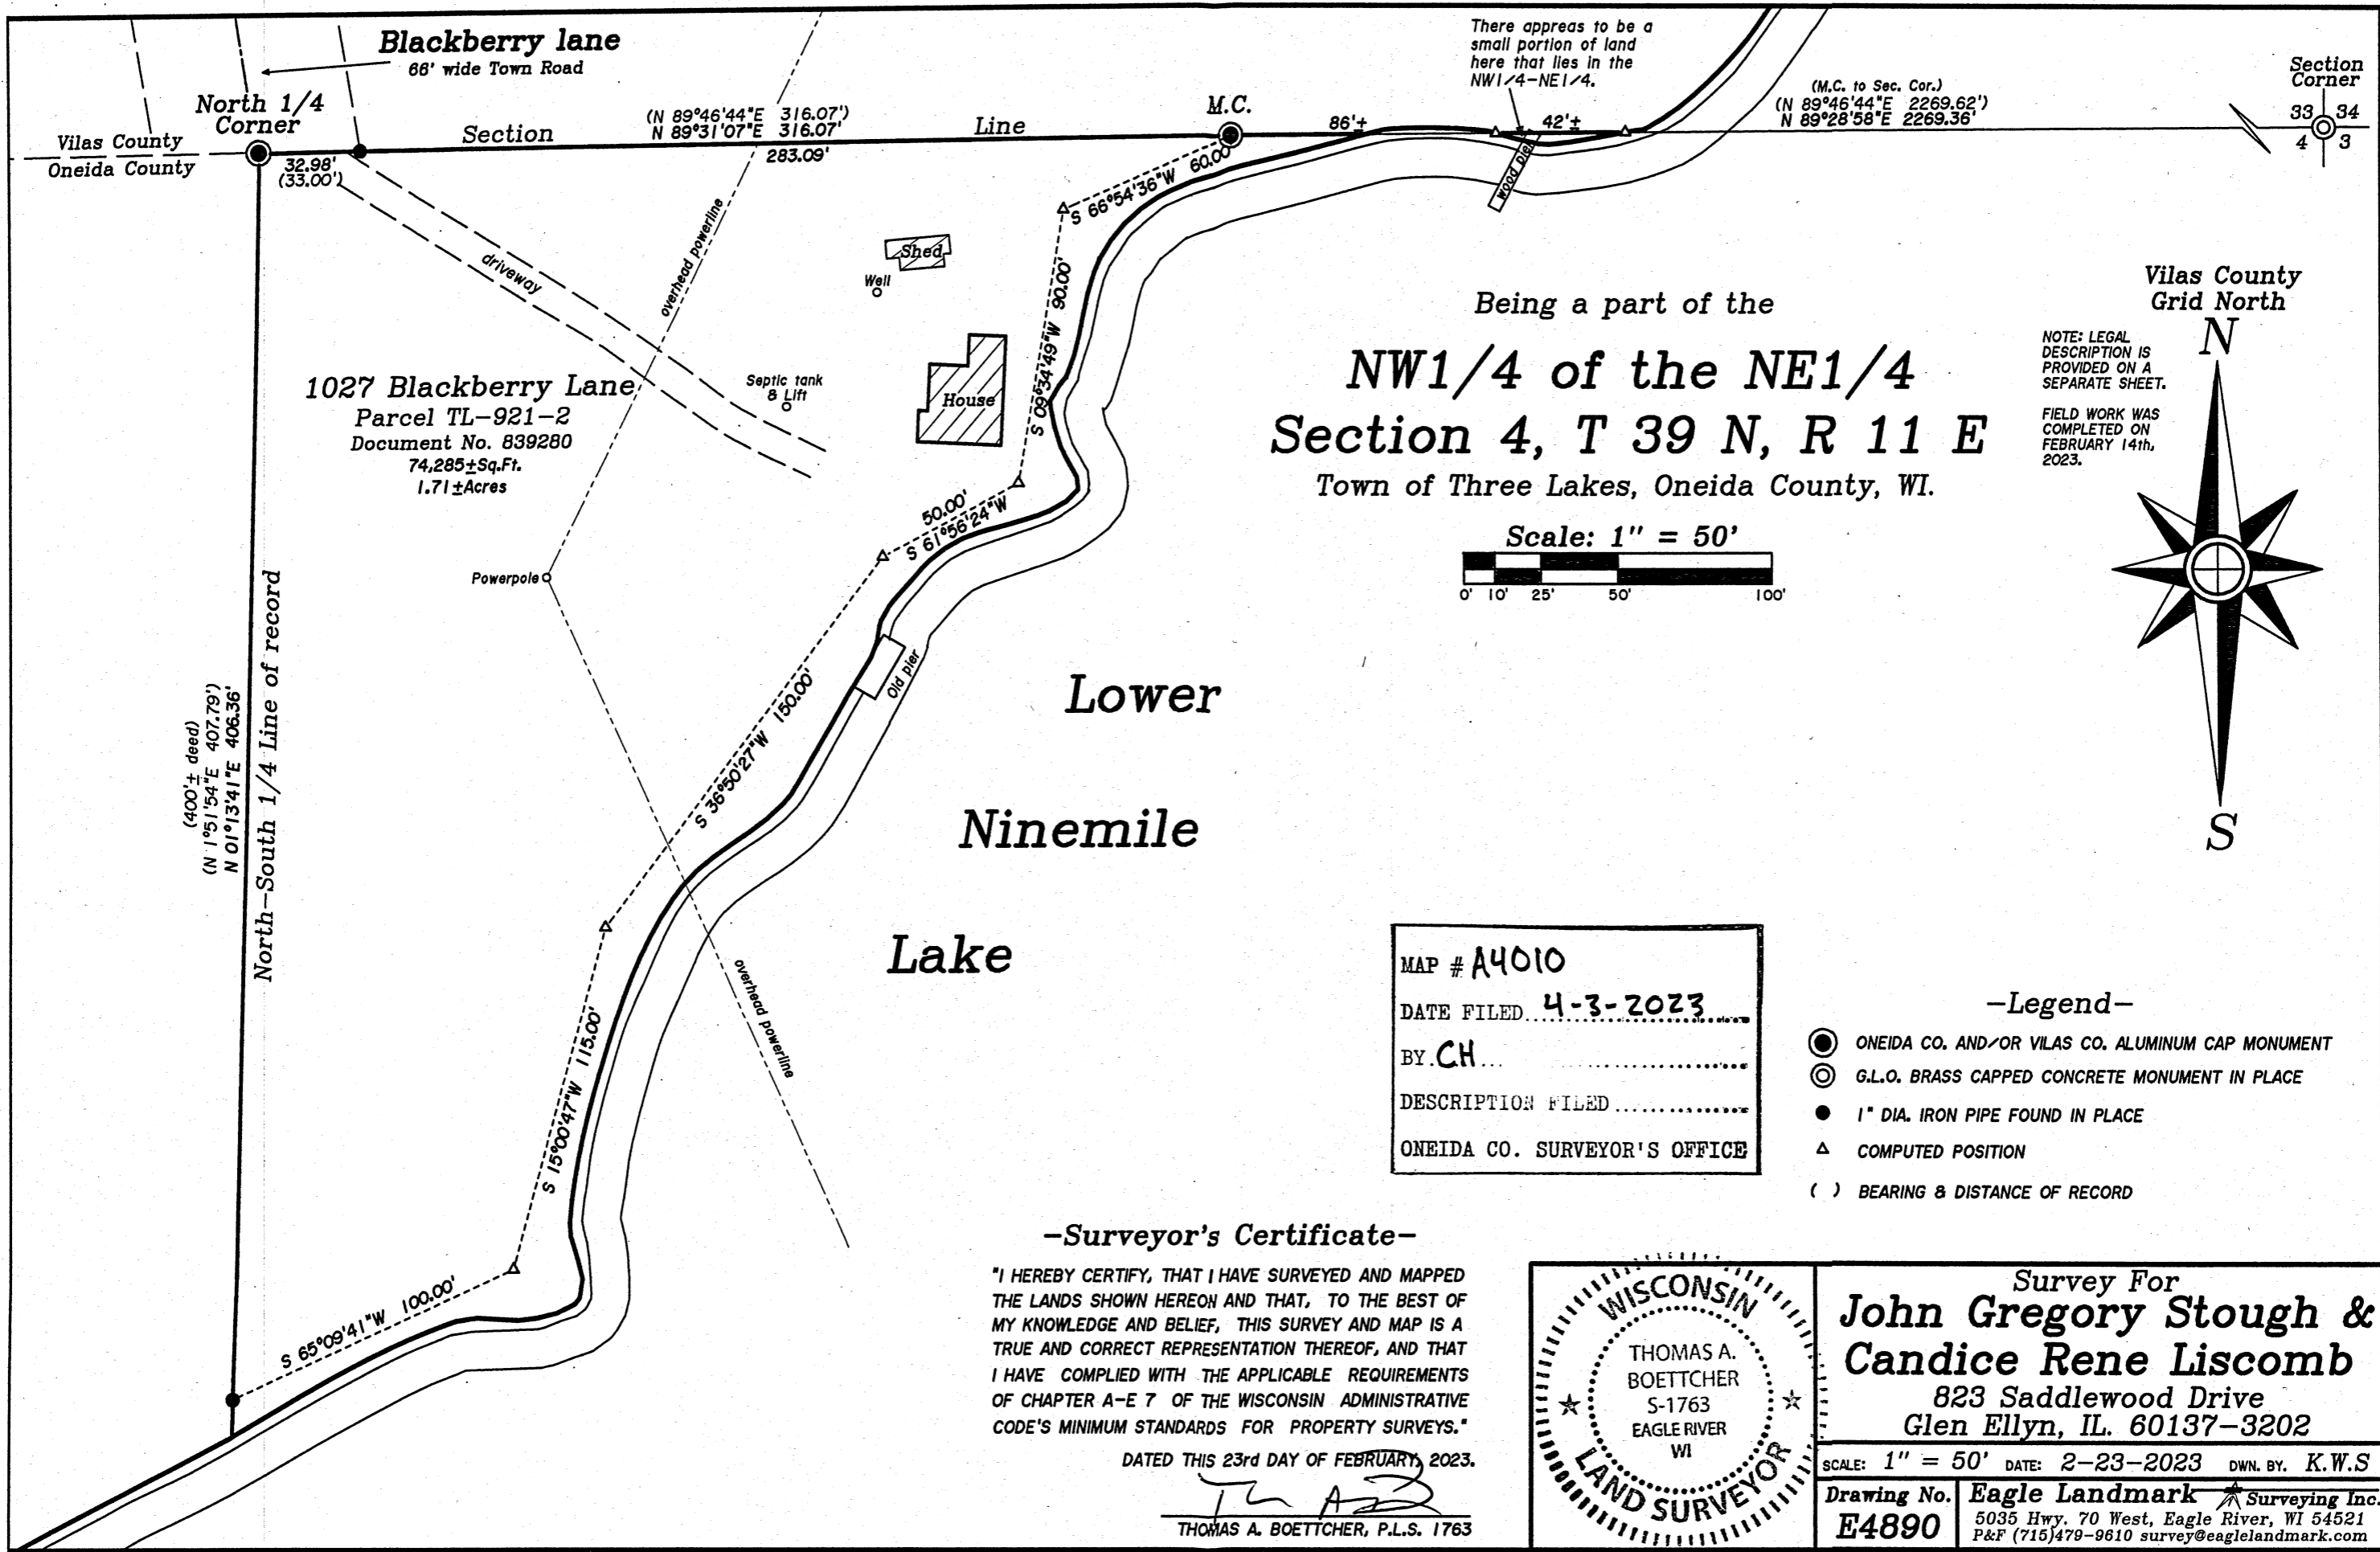 Blackberry lane
66' wide Town Road
North 1/4
Corner
Vilas County
Oneida County
32.98'
(33.00')
Section
(N 89°46'44"E 316.07')
N 89°31'07"E 316.07'
283.09'
Line
M.C.
86'±
42'±
There appreas to be a
small portion of land
here that lies in the
NW1/4-NE1/4.
wood pier
(M.C. to Sec. Cor.)
(N 89°46'44"E 2269.62')
N 89°28'58"E 2269.36'
Section
Corner
33 34
4 3
S 66°54'36"W 60.00'
driveway
overhead powerline
Shed
Well
House
S 09°34'49"W 90.00'
1027 Blackberry Lane
Parcel TL-921-2
Document No. 839280
74,285±Sq.Ft.
1.71±Acres
Septic tank
& Lift
50.00'
S 61°56'24"W
Powerpole
Old pier
S 36°50'27"W 150.00'
(400'± deed)
(N 1°51'54"E 407.79')
N 01°13'41"E 406.36'
North-South 1/4 Line of record
S 15°00'47"W 115.00'
overhead powerline
S 65°09'41"W 100.00'
Being a part of the
NW1/4 of the NE1/4
Section 4, T 39 N, R 11 E
Town of Three Lakes, Oneida County, WI.
Scale: 1" = 50'
0' 10' 25' 50' 100'
NOTE: LEGAL
DESCRIPTION IS
PROVIDED ON A
SEPARATE SHEET.
FIELD WORK WAS
COMPLETED ON
FEBRUARY 14th,
2023.
Vilas County
Grid North
N
S
Lower
Ninemile
Lake
MAP # A4010
DATE FILED 4-3-2023
BY. CH
DESCRIPTION FILED
ONEIDA CO. SURVEYOR'S OFFICE
-Legend-
ONEIDA CO. AND/OR VILAS CO. ALUMINUM CAP MONUMENT
G.L.O. BRASS CAPPED CONCRETE MONUMENT IN PLACE
1" DIA. IRON PIPE FOUND IN PLACE
COMPUTED POSITION
( ) BEARING & DISTANCE OF RECORD
-Surveyor's Certificate-
"I HEREBY CERTIFY, THAT I HAVE SURVEYED AND MAPPED
THE LANDS SHOWN HEREON AND THAT, TO THE BEST OF
MY KNOWLEDGE AND BELIEF, THIS SURVEY AND MAP IS A
TRUE AND CORRECT REPRESENTATION THEREOF, AND THAT
I HAVE COMPLIED WITH THE APPLICABLE REQUIREMENTS
OF CHAPTER A-E 7 OF THE WISCONSIN ADMINISTRATIVE
CODE'S MINIMUM STANDARDS FOR PROPERTY SURVEYS."
DATED THIS 23rd DAY OF FEBRUARY, 2023.
THOMAS A. BOETTCHER, P.L.S. 1763
WISCONSIN
THOMAS A.
BOETTCHER
S-1763
EAGLE RIVER
WI
LAND SURVEYOR
Survey For
John Gregory Stough &
Candice Rene Liscomb
823 Saddlewood Drive
Glen Ellyn, IL. 60137-3202
SCALE: 1" = 50' DATE: 2-23-2023 DWN. BY. K.W.S
Drawing No.
E4890
Eagle Landmark Surveying Inc.
5035 Hwy. 70 West, Eagle River, WI 54521
P&F (715)479-9610 survey@eaglelandmark.com